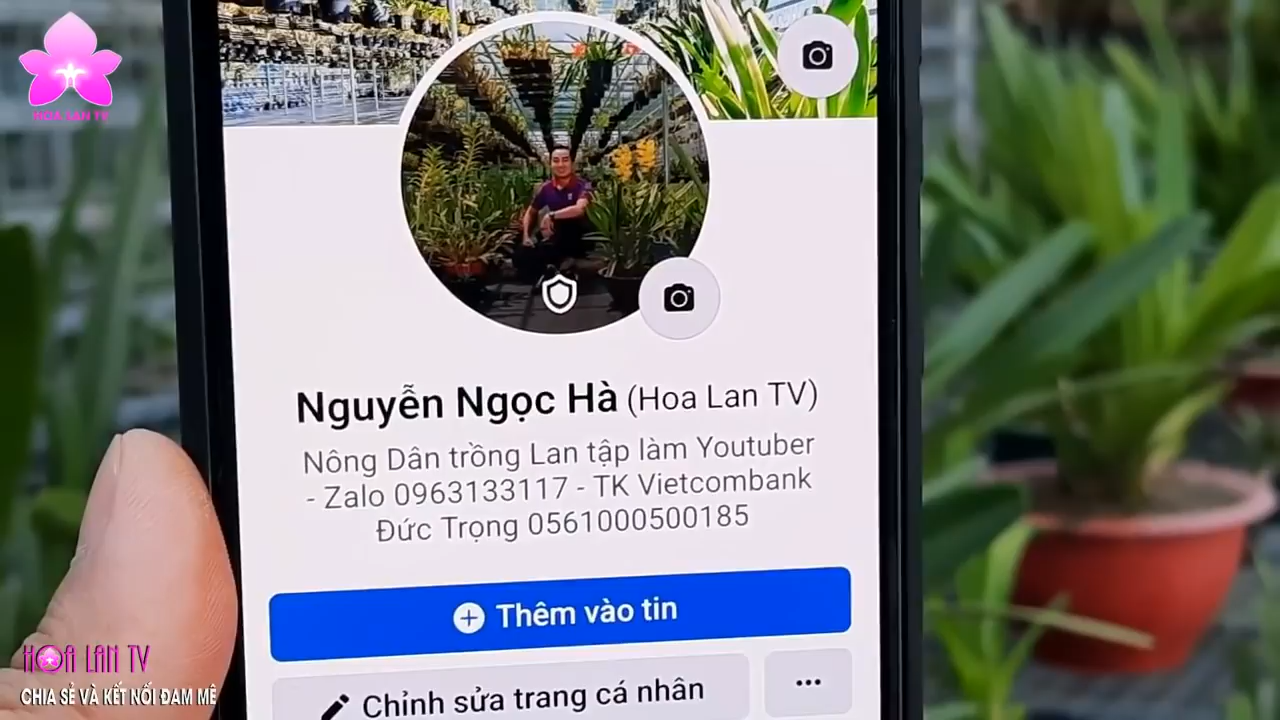 HOA LAN TV
Nguyễn Ngọc Hà (Hoa Lan TV)
Nông Dân trồng Lan tập làm Youtuber
- Zalo 0963133117 - TK Vietcombank
Đức Trọng 0561000500185
Thêm vào tin
Chỉnh sửa trang cá nhân
HOA LAN TV
CHIA SẺ VÀ KẾT NỐI ĐAM MÊ